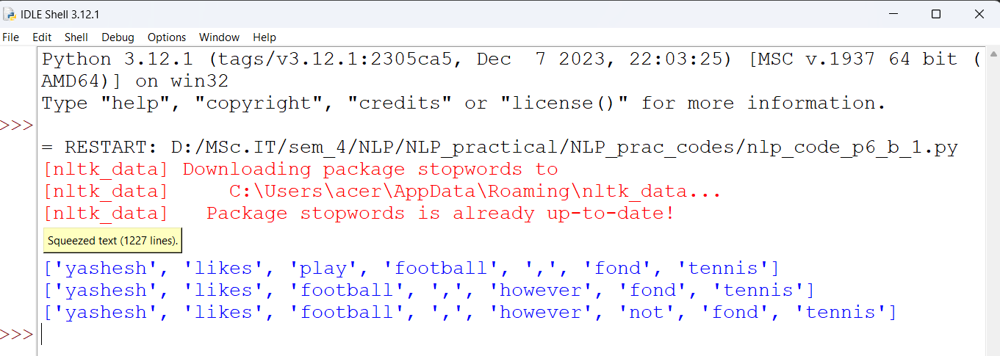 IDLE Shell 3.12.1
File Edit Shell Debug Options Window Help
Python 3.12.1 (tags/v3.12.1:2305ca5, Dec  7 2023, 22:03:25) [MSC v.1937 64 bit (
AMD64)] on win32
Type "help", "copyright", "credits" or "license()" for more information.
>>>
= RESTART: D:/MSc.IT/sem_4/NLP/NLP_practical/NLP_prac_codes/nlp_code_p6_b_1.py
[nltk_data] Downloading package stopwords to
[nltk_data]     C:\Users\acer\AppData\Roaming\nltk_data...
[nltk_data]   Package stopwords is already up-to-date!
Squeezed text (1227 lines).
['yashesh', 'likes', 'play', 'football', ',', 'fond', 'tennis']
['yashesh', 'likes', 'football', ',', 'however', 'fond', 'tennis']
['yashesh', 'likes', 'football', ',', 'however', 'not', 'fond', 'tennis']
>>>